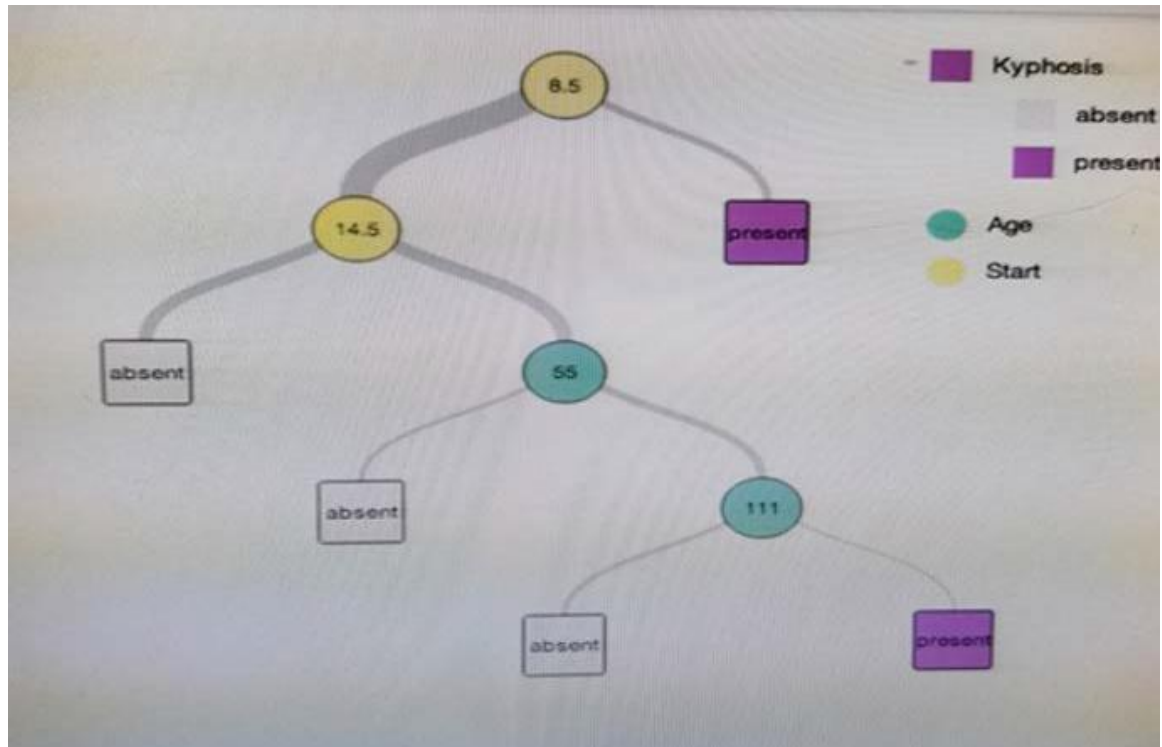 8.5
Kyphosis
absent
present
14.5
present
Age
Start
absent
55
absent
111
absent
present